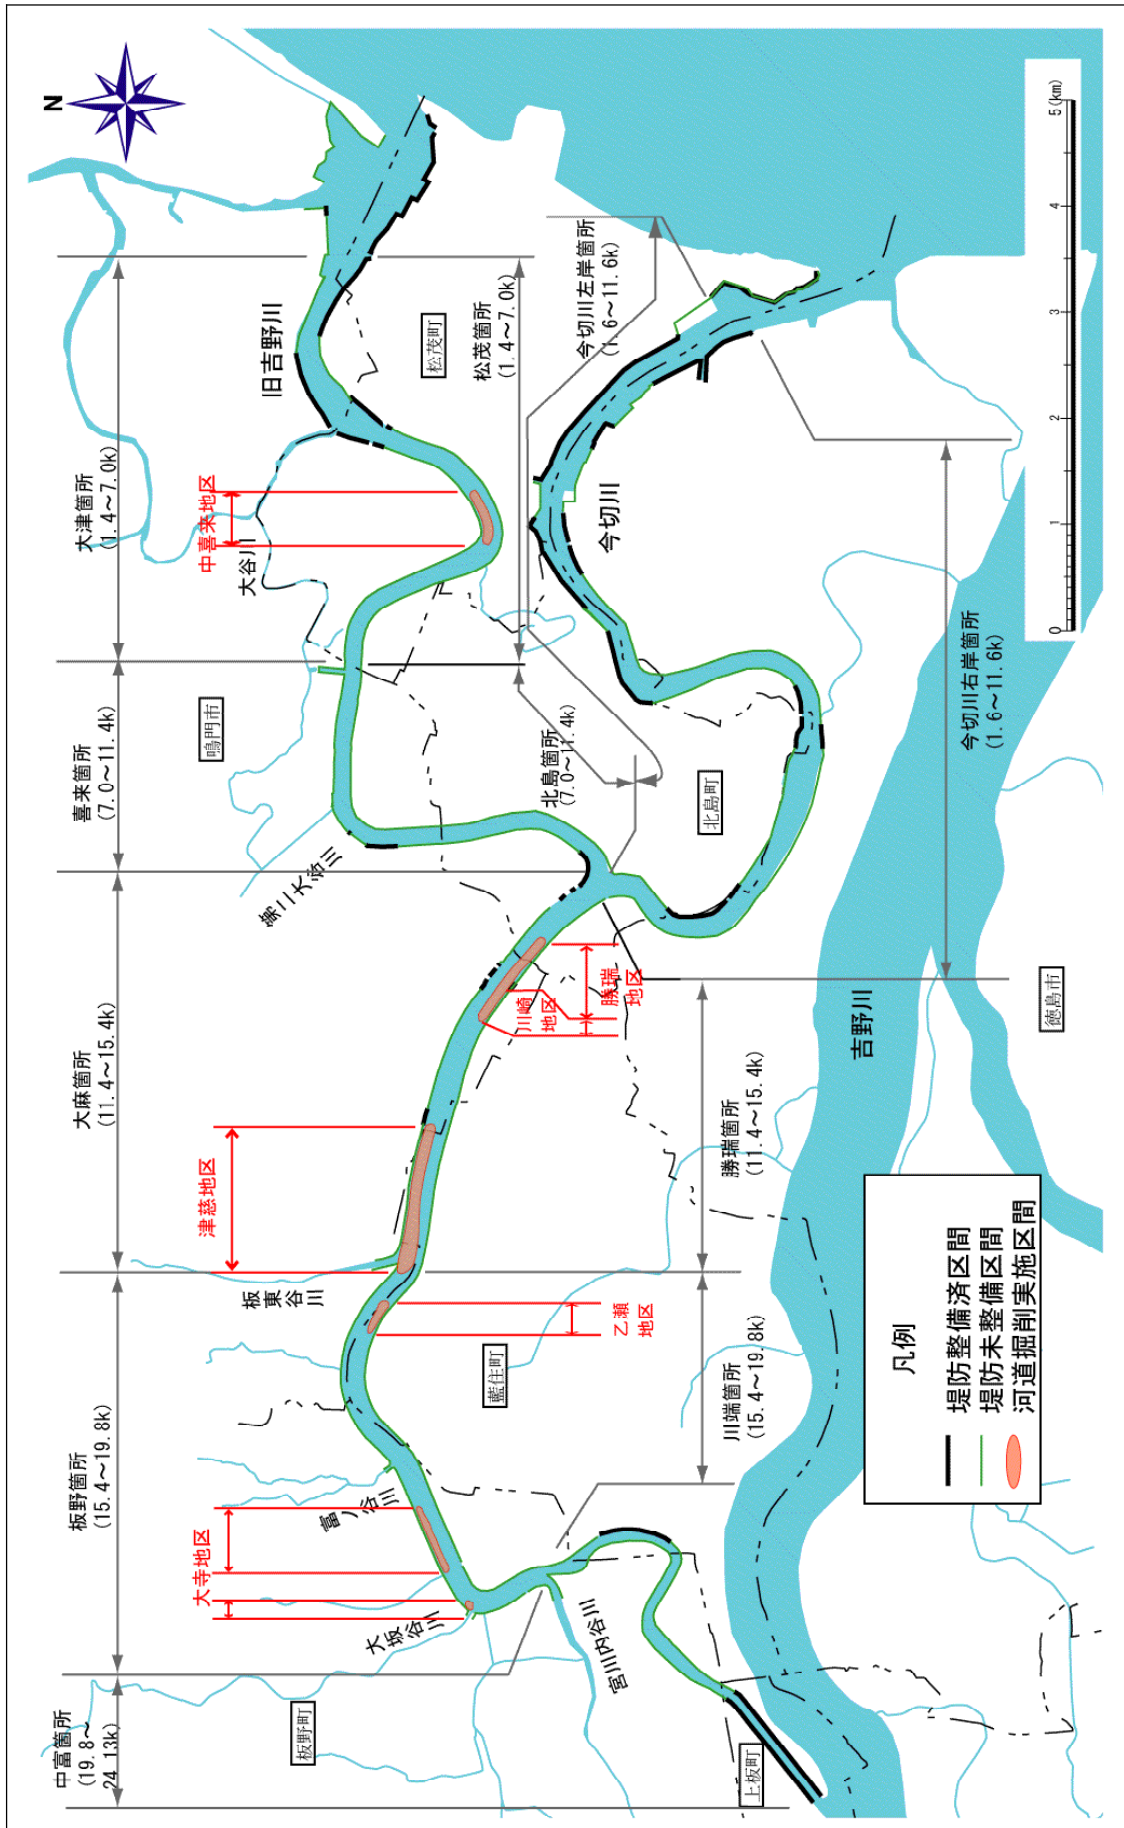 N
大津箇所
(1.4～7.0k)
喜来箇所
(7.0～11.4k)
大麻箇所
(11.4～15.4k)
板野箇所
(15.4～19.8k)
中富箇所
(19.8～
24.13k)
旧吉野川
松茂町
松茂箇所
(1.4～7.0k)
今切川左岸箇所
(1.6～11.6k)
中喜来地区
大谷川
今切川
鳴門市
北島箇所
(7.0～11.4k)
北島町
今切川右岸箇所
(1.6～11.6k)
第二大谷川
川崎
地区
勝瑞
地区
吉野川
徳島市
勝瑞箇所
(11.4～15.4k)
津慈地区
板東谷川
乙瀬
地区
藍住町
川端箇所
(15.4～19.8k)
富ノ谷川
大寺地区
大坂谷川
宮川内谷川
板野町
上板町
凡例
堤防整備済区間
堤防未整備区間
河道掘削実施区間
0 1 2 3 4 5(km)